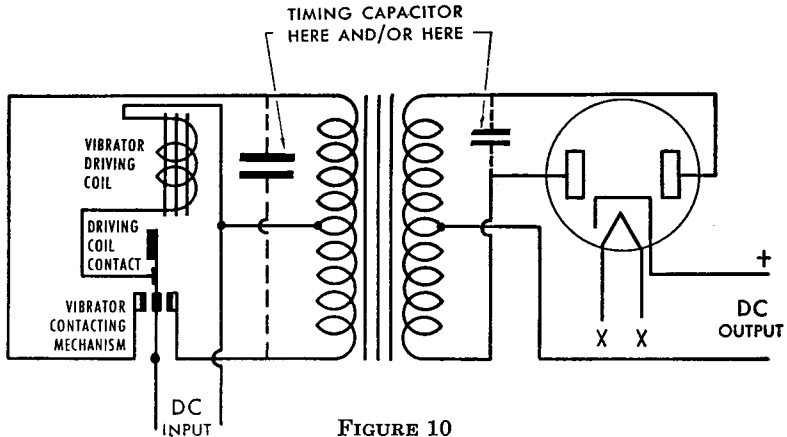 TIMING CAPACITOR
HERE AND/OR HERE
VIBRATOR
DRIVING
COIL
DRIVING
COIL
CONTACT
VIBRATOR
CONTACTING
MECHANISM
DC
INPUT
+
DC
OUTPUT
X X
FIGURE 10